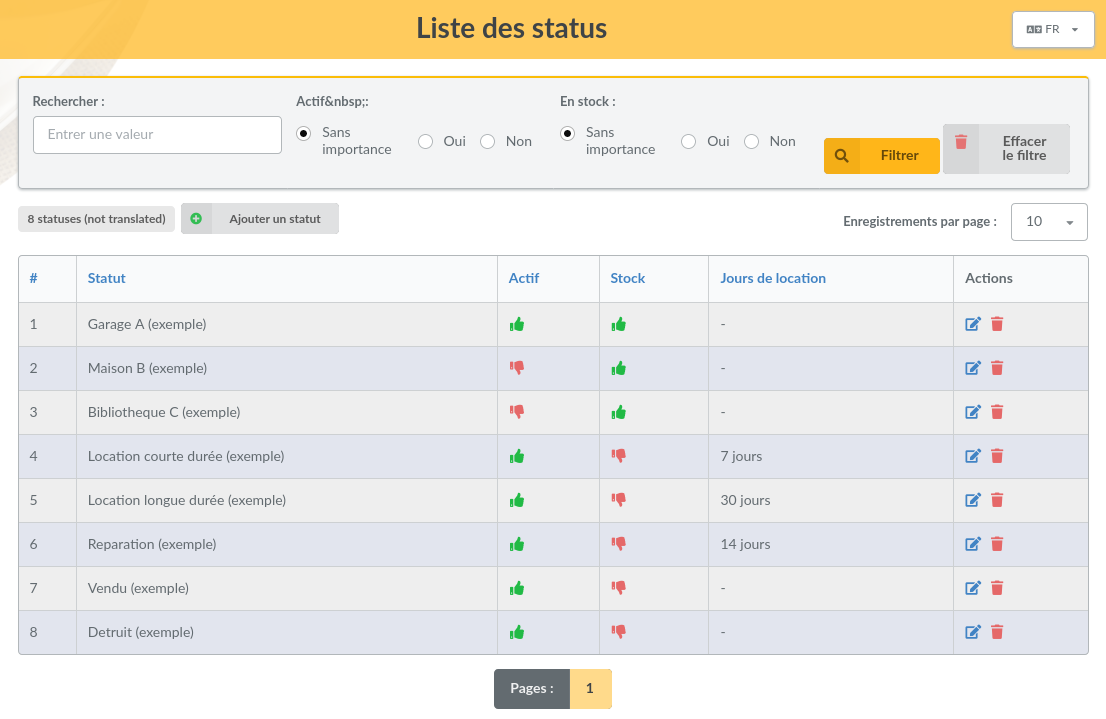 Liste des status
FR
Rechercher :
Actif&nbsp;:
En stock :
Entrer une valeur
Sans importance
Oui
Non
Sans importance
Oui
Non
Filtrer
Effacer
le filtre
8 statuses (not translated)
Ajouter un statut
Enregistrements par page :
10
# Statut Actif Stock Jours de location Actions
1 Garage A (exemple) -
2 Maison B (exemple) -
3 Bibliotheque C (exemple) -
4 Location courte durée (exemple) 7 jours
5 Location longue durée (exemple) 30 jours
6 Reparation (exemple) 14 jours
7 Vendu (exemple) -
8 Detruit (exemple) -
Pages : 1